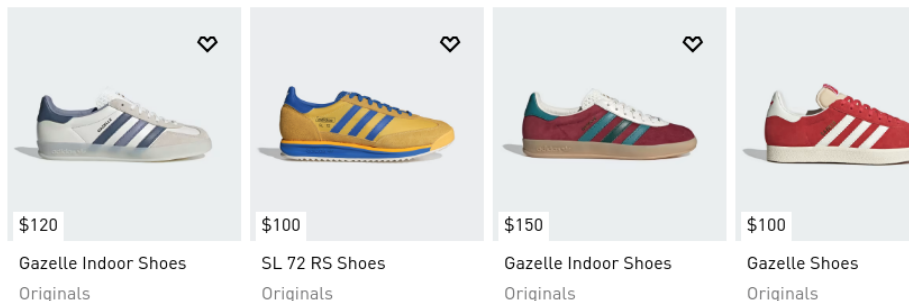 $120
$100
$150
$100
Gazelle Indoor Shoes
SL 72 RS Shoes
Gazelle Indoor Shoes
Gazelle Shoes
Originals
Originals
Originals
Originals